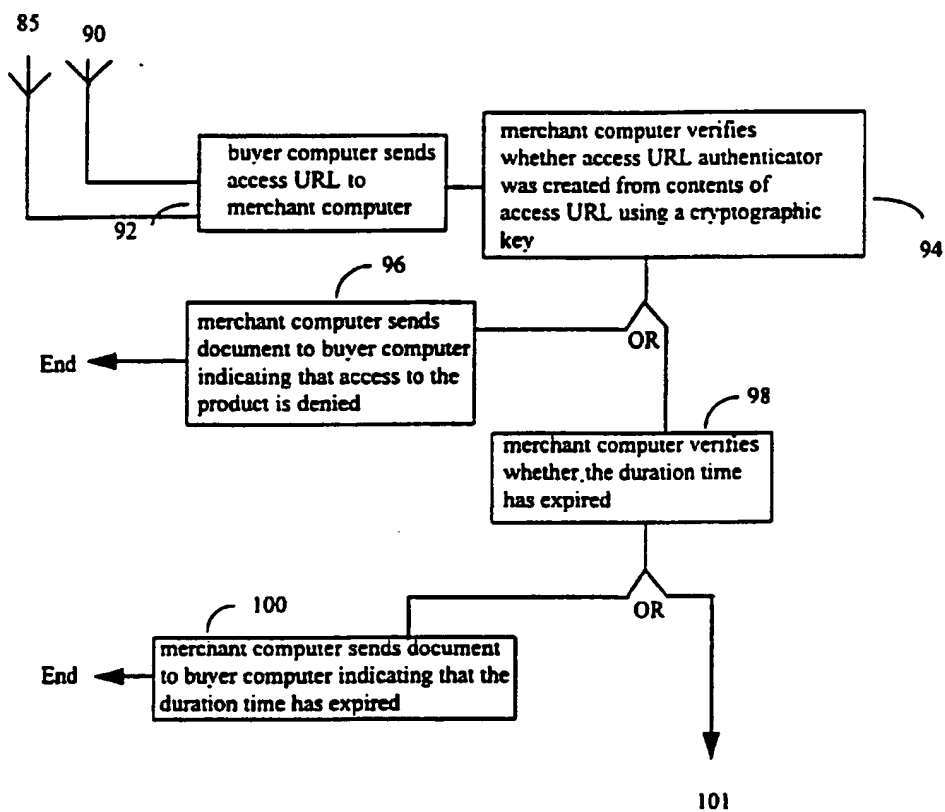 85
90
buyer computer sends
access URL to
merchant computer
92
merchant computer verifies
whether access URL authenticator
was created from contents of
access URL using a cryptographic
key
94
96
merchant computer sends
document to buyer computer
indicating that access to the
product is denied
End
OR
98
merchant computer verifies
whether the duration time
has expired
OR
100
merchant computer sends document
to buyer computer indicating that the
duration time has expired
End
101